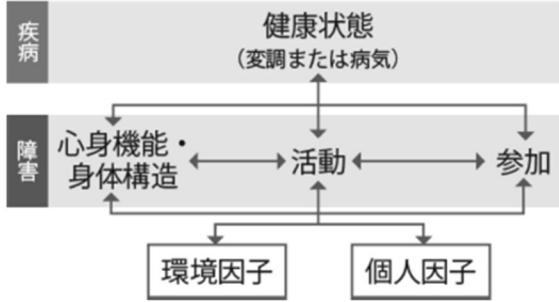 疾病
健康状態
（変調または病気）
障害
心身機能・
身体構造
活動
参加
環境因子
個人因子